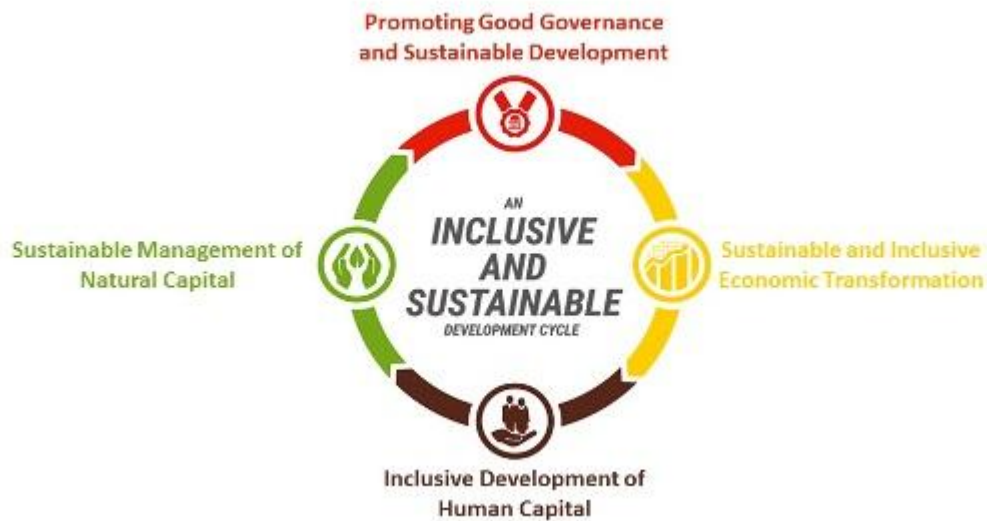 Promoting Good Governance
and Sustainable Development
AN
INCLUSIVE
AND
SUSTAINABLE
DEVELOPMENT CYCLE
Sustainable Management of
Natural Capital
Sustainable and Inclusive
Economic Transformation
Inclusive Development of
Human Capital